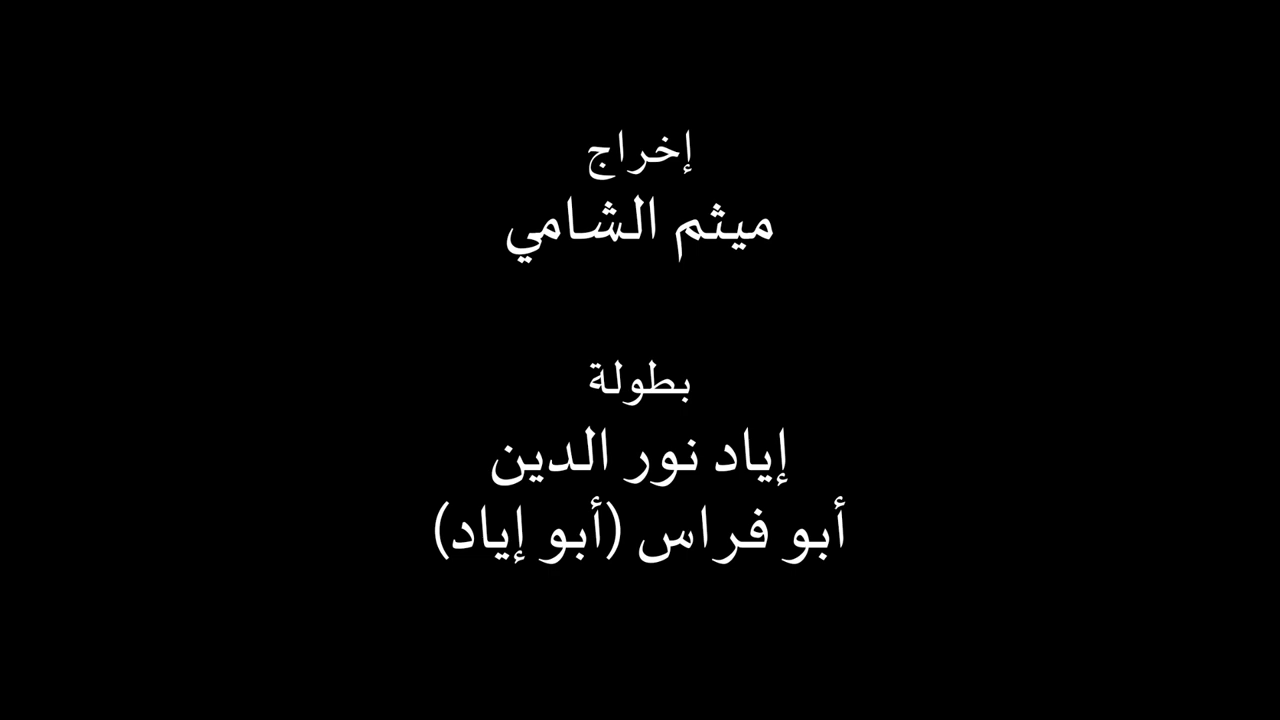 إخراج
ميثم الشامي
بطولة
إياد نور الدين
أبو فراس (أبو إياد)